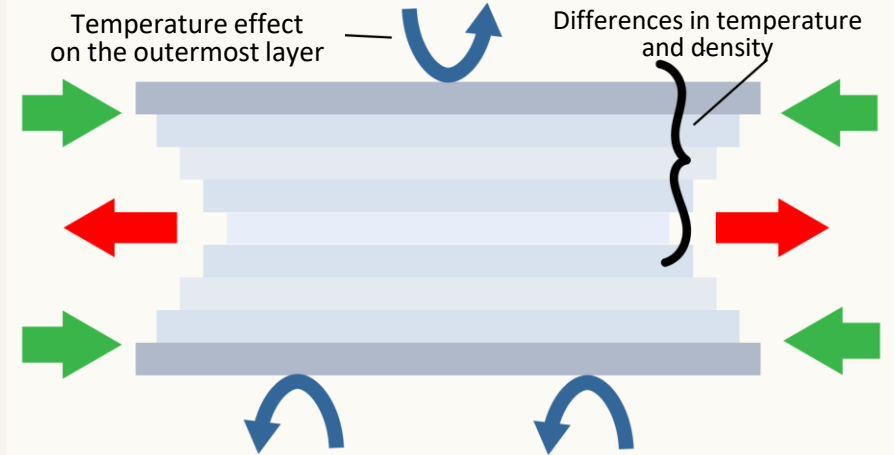 Temperature effect
on the outermost layer
Differences in temperature
and density